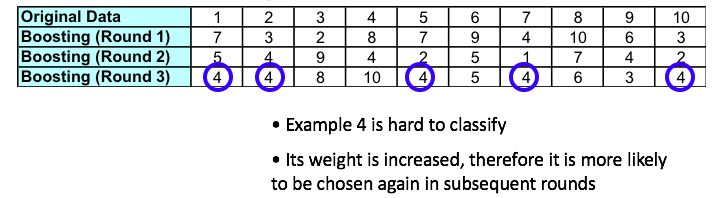 Original Data 1 2 3 4 5 6 7 8 9 10
Boosting (Round 1) 7 3 2 8 7 9 4 10 6 3
Boosting (Round 2) 5 4 9 4 2 5 1 7 4 2
Boosting (Round 3) 4 4 8 10 4 5 4 6 3 4
• Example 4 is hard to classify
• Its weight is increased, therefore it is more likely
to be chosen again in subsequent rounds